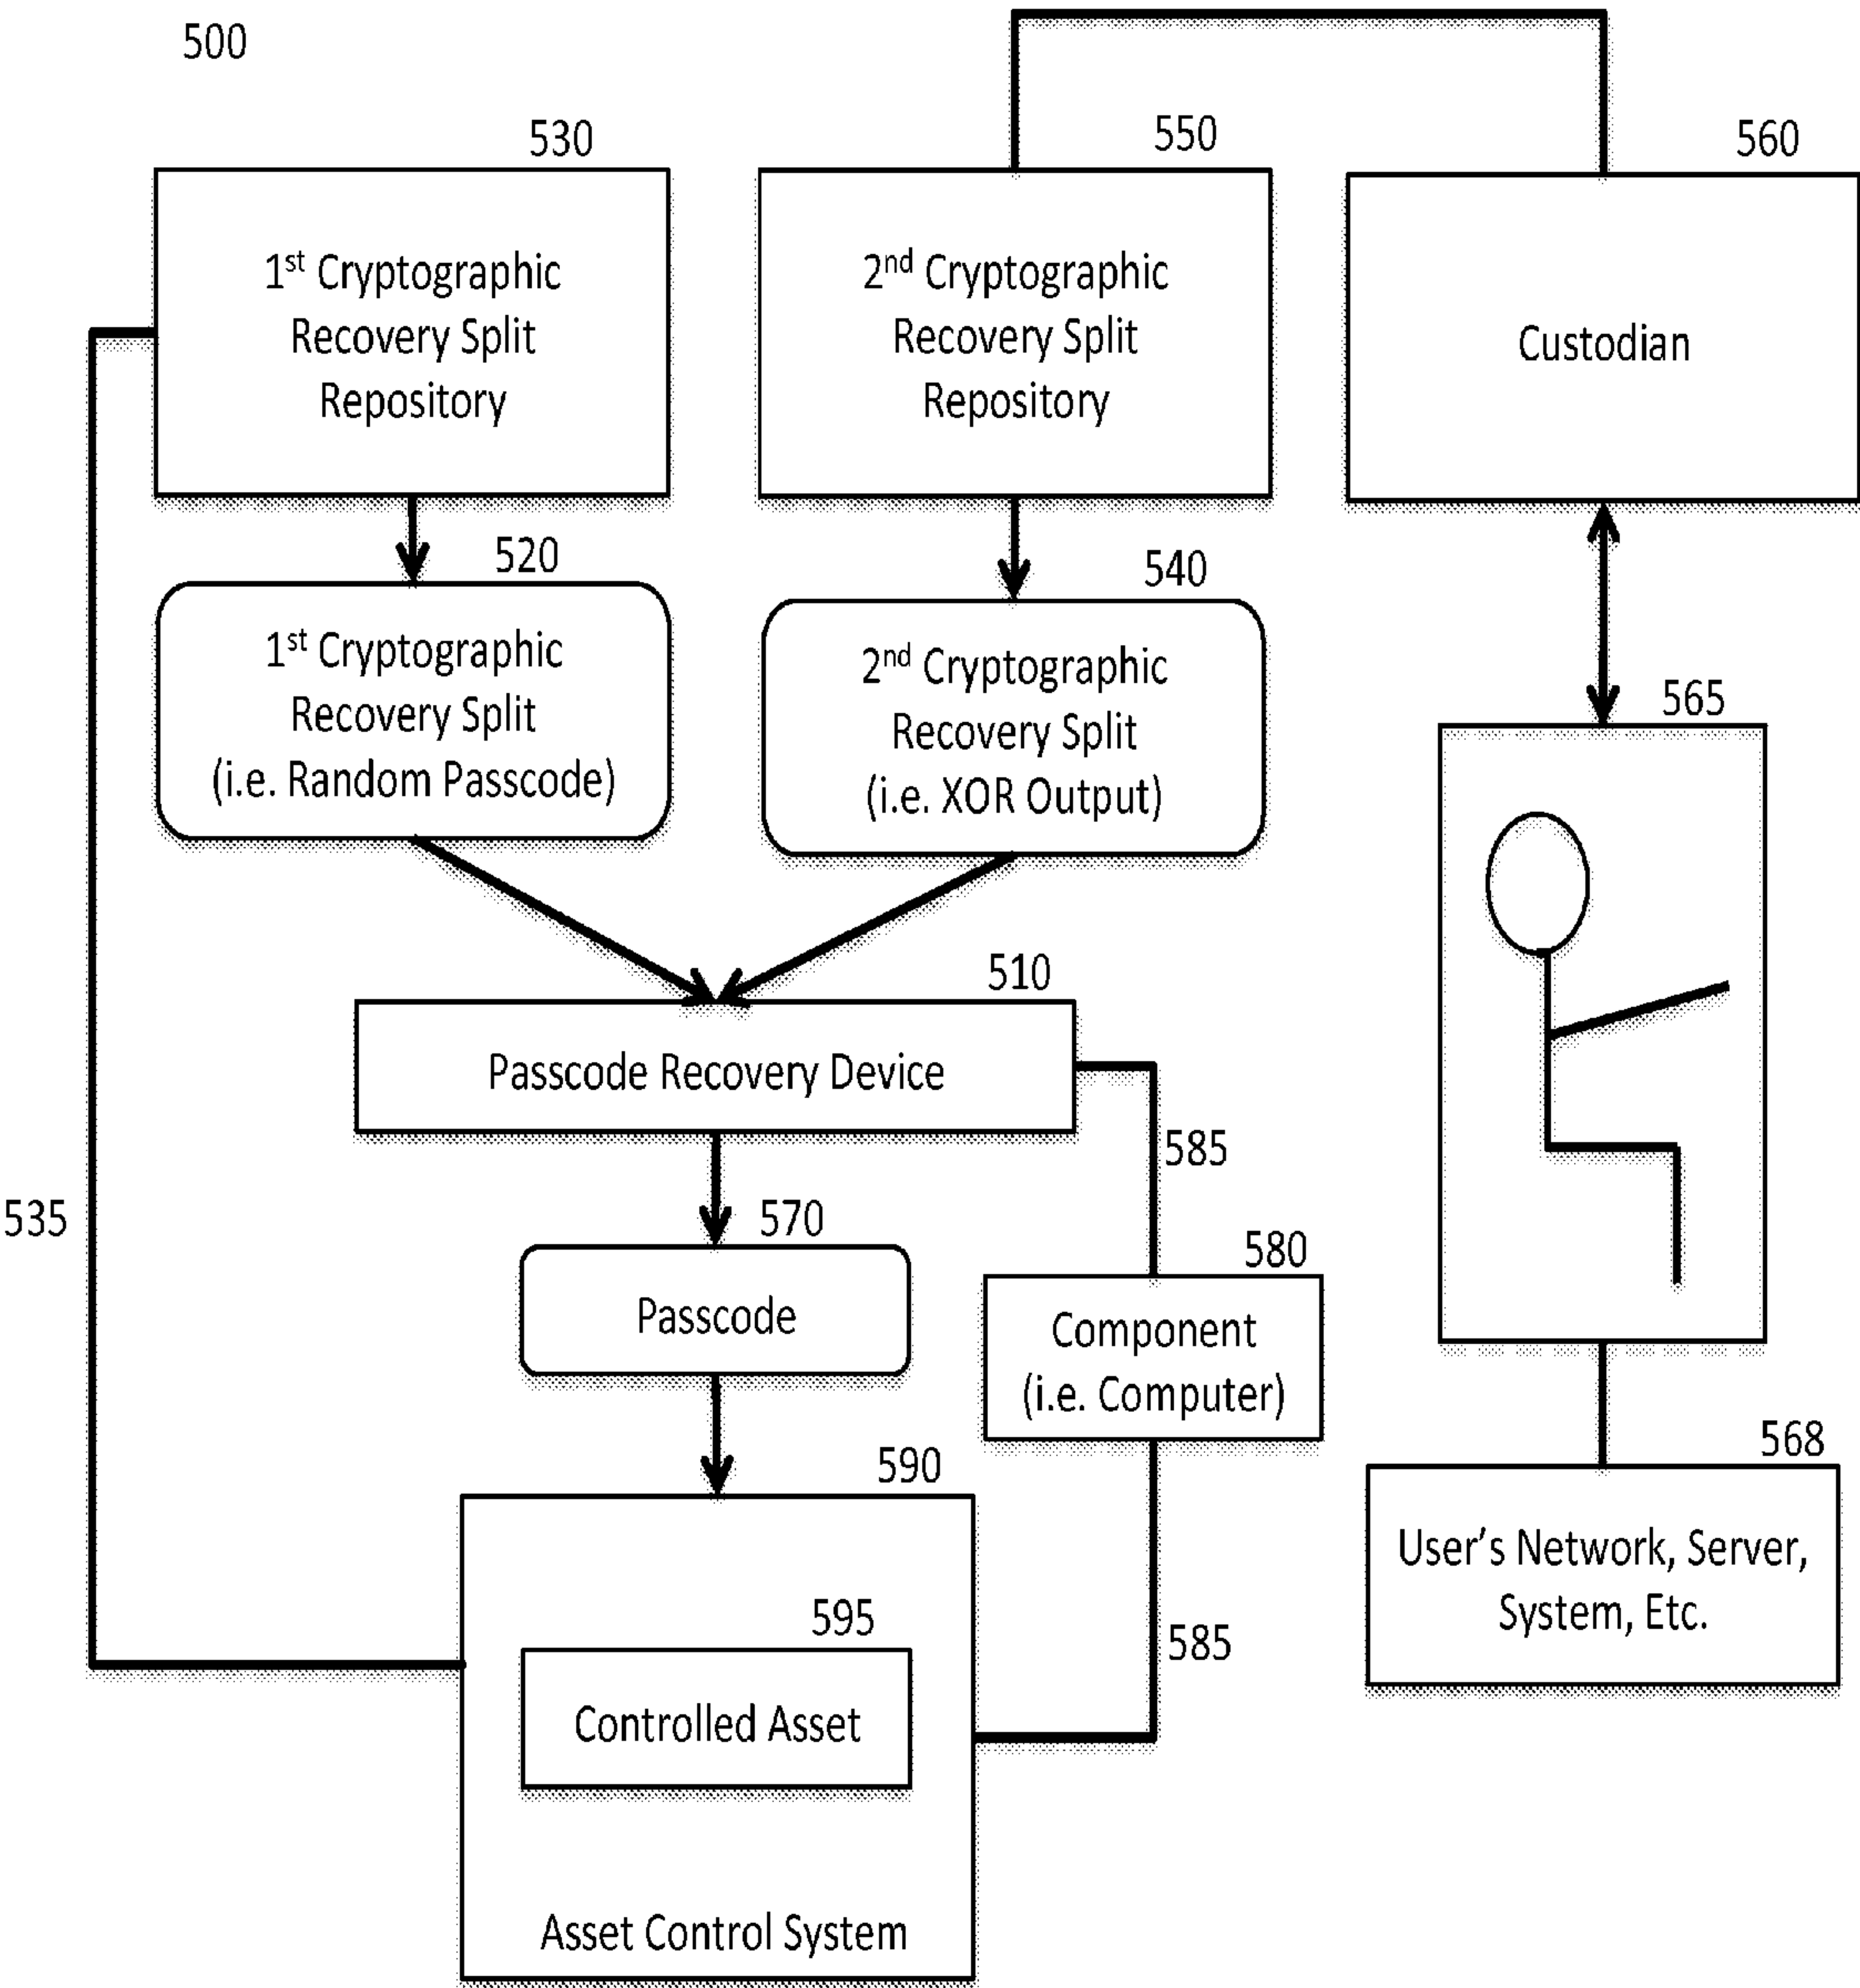 500
530
1st Cryptographic
Recovery Split
Repository
550
2nd Cryptographic
Recovery Split
Repository
560
Custodian
520
1st Cryptographic
Recovery Split
(i.e. Random Passcode)
540
2nd Cryptographic
Recovery Split
(i.e. XOR Output)
565
510
Passcode Recovery Device
585
535
570
Passcode
580
Component
(i.e. Computer)
568
User's Network, Server,
System, Etc.
590
595
Controlled Asset
585
Asset Control System